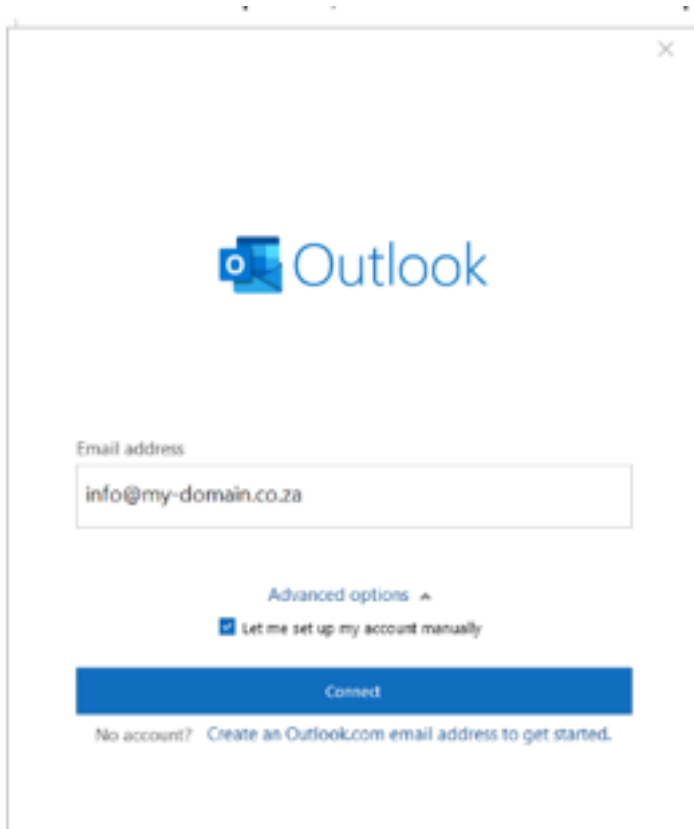 Outlook
Email address
info@my-domain.co.za
Advanced options
Let me set up my account manually
Connect
No account? Create an Outlook.com email address to get started.